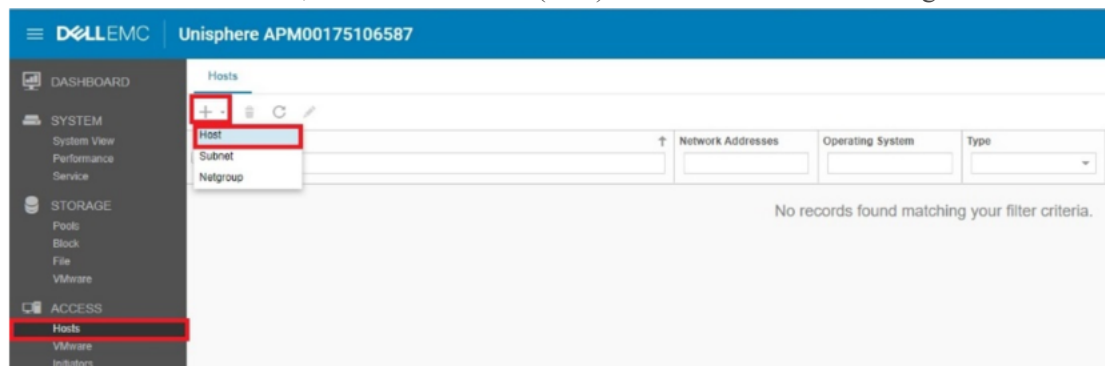 DELLEMC Unisphere APM00175106587
DASHBOARD
SYSTEM
System View
Performance
Service
STORAGE
Pools
Block
File
VMware
ACCESS
Hosts
VMware
Initiators
Hosts
Host
Subnet
Netgroup
Network Addresses Operating System Type
No records found matching your filter criteria.